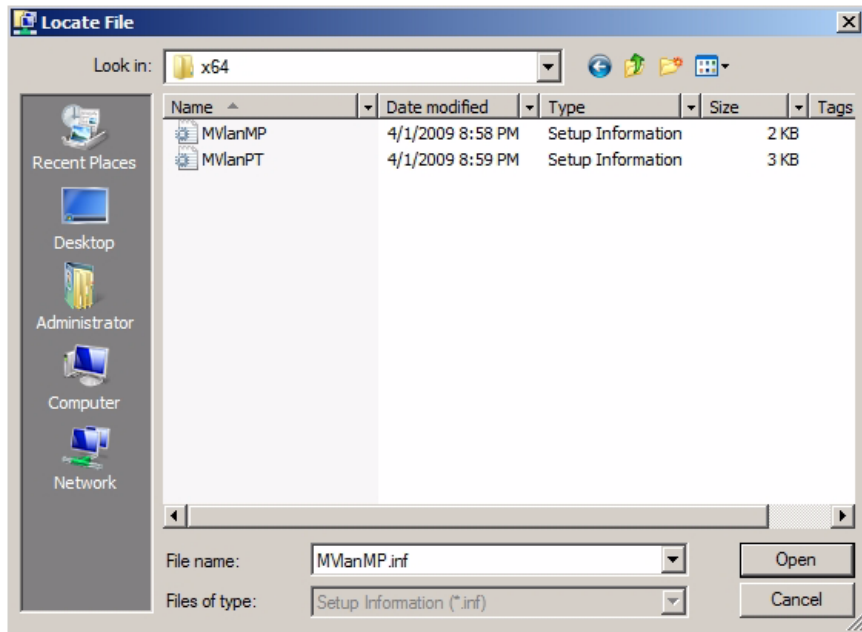 Locate File
Look in: x64
Name Date modified Type Size Tags
MVlanMP 4/1/2009 8:58 PM Setup Information 2 KB
MVlanPT 4/1/2009 8:59 PM Setup Information 3 KB
Recent Places
Desktop
Administrator
Computer
Network
File name: MVlanMP.inf Open
Files of type: Setup Information (*.inf) Cancel